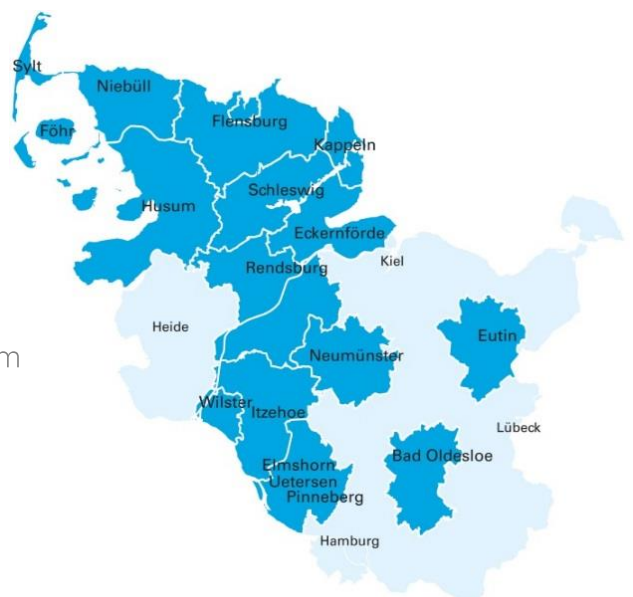 Sylt
Niebüll
Flensburg
Föhr
Kappeln
Schleswig
Husum
Eckernförde
Kiel
Rendsburg
Heide
Eutin
Neumünster
m
Wilster
Itzehoe
Lübeck
Bad Oldesloe
Elmshorn
Uetersen
Pinneberg
Hamburg